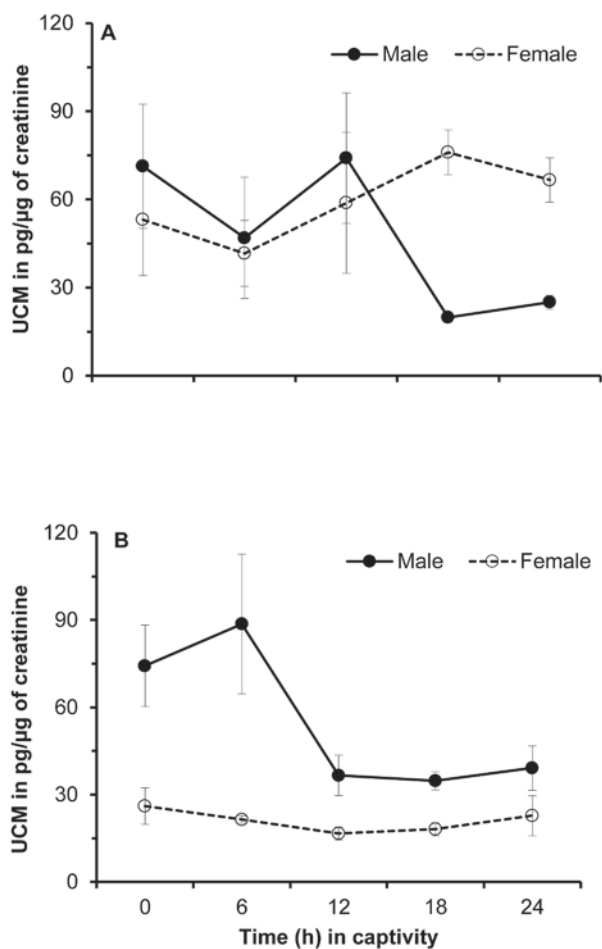 A
Male
Female
UCM in pg/µg of creatinine
120
90
60
30
0
B
Male
Female
UCM in pg/µg of creatinine
120
90
60
30
0
0 6 12 18 24
Time (h) in captivity